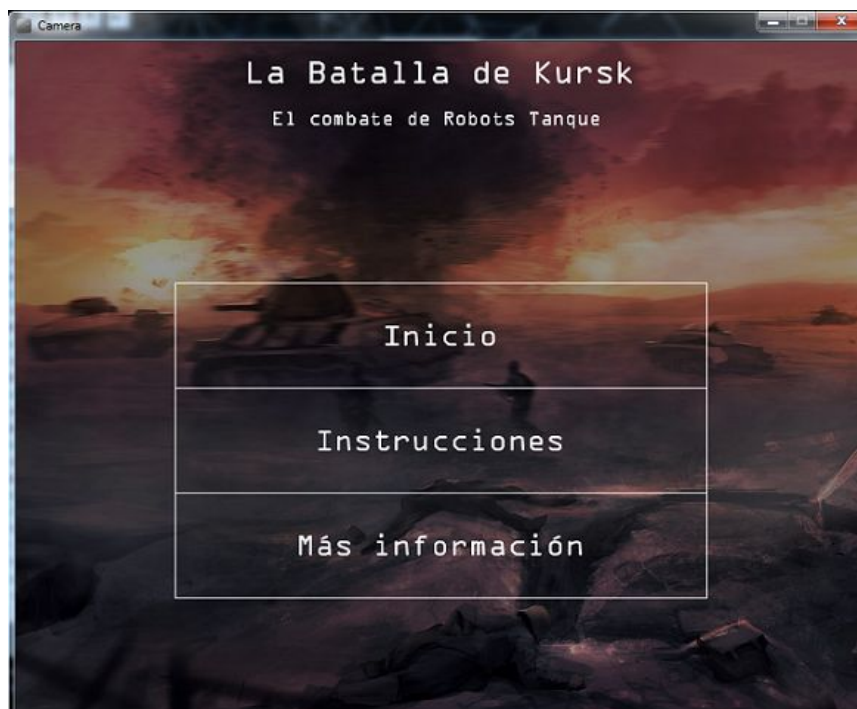 Camera
La Batalla de Kursk
El combate de Robots Tanque
Inicio
Instrucciones
Más información